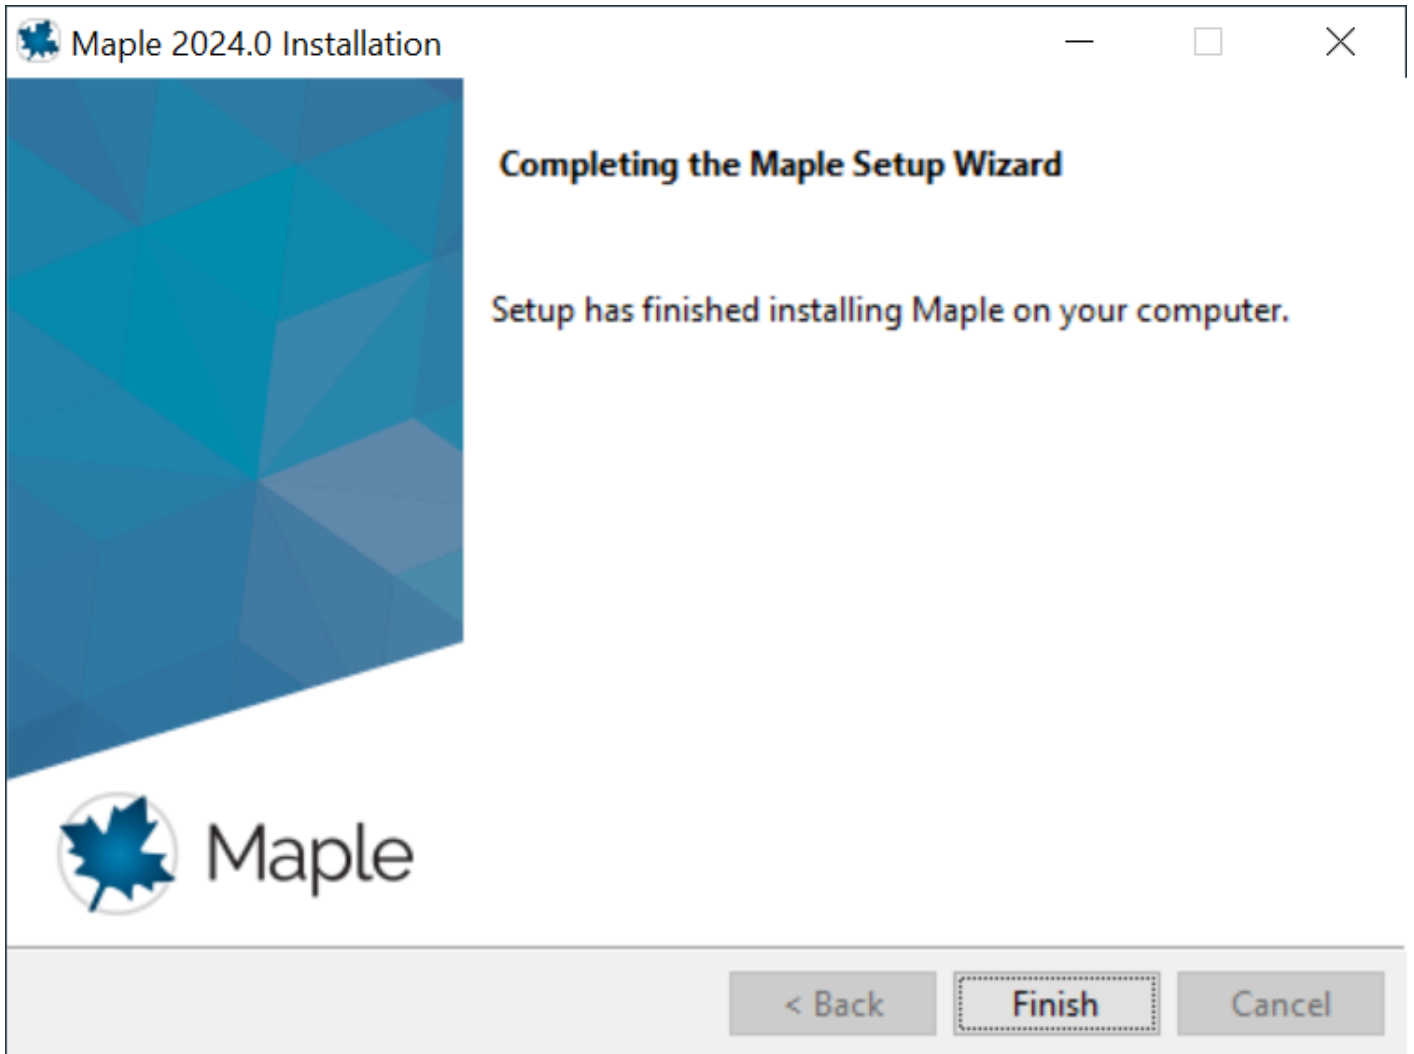 Maple 2024.0 Installation
Completing the Maple Setup Wizard
Setup has finished installing Maple on your computer.
Maple
< Back
Finish
Cancel